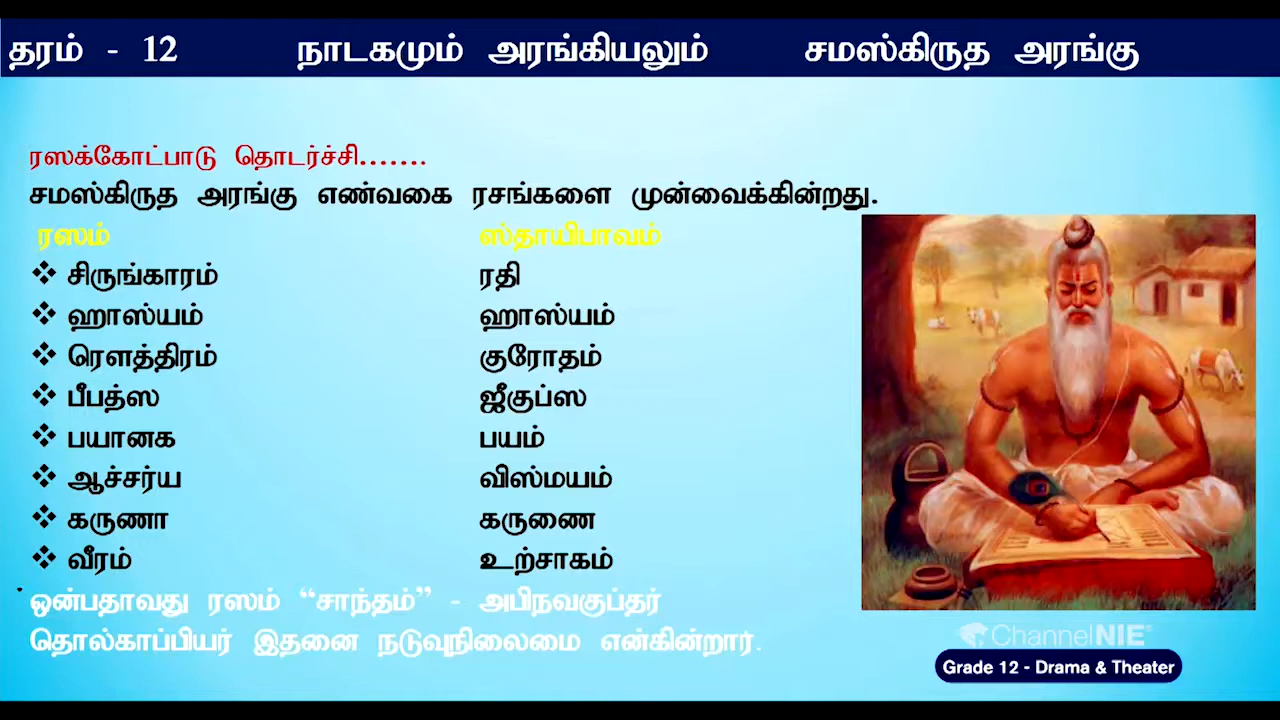 தரம் - 12 நாடகமும் அரங்கியலும் சமஸ்கிருத அரங்கு
ரஸக்கோட்பாடு தொடர்ச்சி.......
சமஸ்கிருத அரங்கு எண்வகை ரசங்களை முன்வைக்கின்றது.
ரஸம் ஸ்தாயிபாவம்
❖ சிருங்காரம் ரதி
❖ ஹாஸ்யம் ஹாஸ்யம்
❖ ரௌத்திரம் குரோதம்
❖ பீபத்ஸ ஜீகுப்ஸ
❖ பயானக பயம்
❖ ஆச்சர்ய விஸ்மயம்
❖ கருணா கருணை
❖ வீரம் உற்சாகம்
ஒன்பதாவது ரஸம் “சாந்தம்” - அபிநவகுப்தர்
தொல்காப்பியர் இதனை நடுவுநிலைமை என்கின்றார்.
ChannelNIE
Grade 12 - Drama & Theater